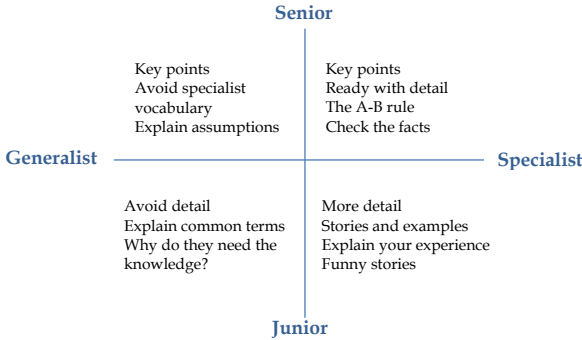 Senior
Key points
Avoid specialist
vocabulary
Explain assumptions
Key points
Ready with detail
The A-B rule
Check the facts
Generalist
Specialist
Avoid detail
Explain common terms
Why do they need the
knowledge?
More detail
Stories and examples
Explain your experience
Funny stories
Junior